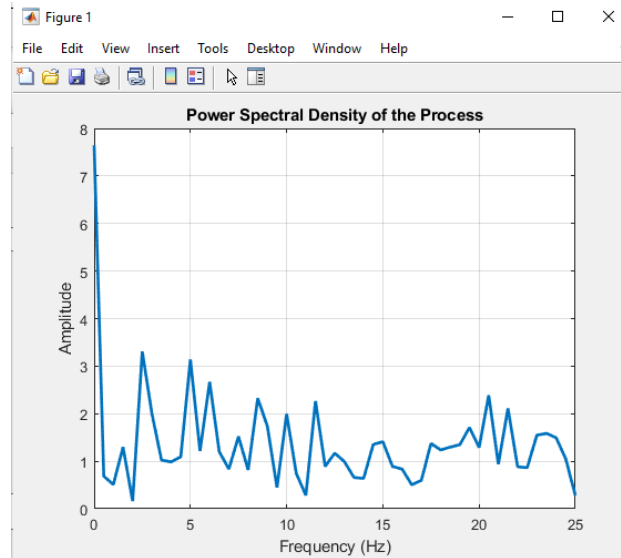 Figure 1
File Edit View Insert Tools Desktop Window Help
Power Spectral Density of the Process
8
7
6
5
4
3
2
1
0
Amplitude
0 5 10 15 20 25
Frequency (Hz)